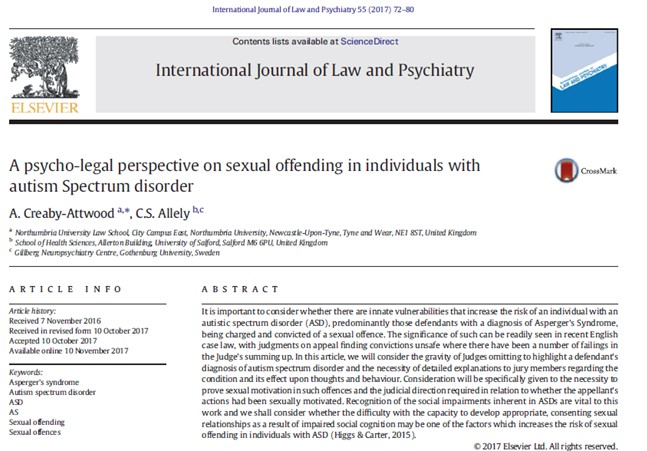 International Journal of Law and Psychiatry 55 (2017) 72–80
Contents lists available at ScienceDirect
International Journal of Law and Psychiatry
ELSEVIER
LAW AND PSYCHIATRY
A psycho-legal perspective on sexual offending in individuals with
autism Spectrum disorder
CrossMark
A. Creaby-Attwood a,*, C.S. Allely b,c
a Northumbria University Law School, City Campus East, Northumbria University, Newcastle-Upon-Tyne, Tyne and Wear, NE1 8ST, United Kingdom
b School of Health Sciences, Allerton Building, University of Salford, Salford M6 6PU, United Kingdom
c Gillberg Neuropsychiatry Centre, Gothenburg University, Sweden
ARTICLE INFO
Article history:
Received 7 November 2016
Received in revised form 10 October 2017
Accepted 10 October 2017
Available online 10 November 2017
Keywords:
Asperger's syndrome
Autism spectrum disorder
ASD
AS
Sexual offending
Sexual offences
ABSTRACT
It is important to consider whether there are innate vulnerabilities that increase the risk of an individual with an
autistic spectrum disorder (ASD), predominantly those defendants with a diagnosis of Asperger's Syndrome,
being charged and convicted of a sexual offence. The significance of such can be readily seen in recent English
case law, with judgments on appeal finding convictions unsafe where there have been a number of failings in
the Judge's summing up. In this article, we will consider the gravity of Judges omitting to highlight a defendant's
diagnosis of autism spectrum disorder and the necessity of detailed explanations to jury members regarding the
condition and its effect upon thoughts and behaviour. Consideration will be specifically given to the necessity to
prove sexual motivation in such offences and the judicial direction required in relation to whether the appellant's
actions had been sexually motivated. Recognition of the social impairments inherent in ASDs are vital to this
work and we shall consider whether the difficulty with the capacity to develop appropriate, consenting sexual
relationships as a result of impaired social cognition may be one of the factors which increases the risk of sexual
offending in individuals with ASD (Higgs & Carter, 2015).
© 2017 Elsevier Ltd. All rights reserved.